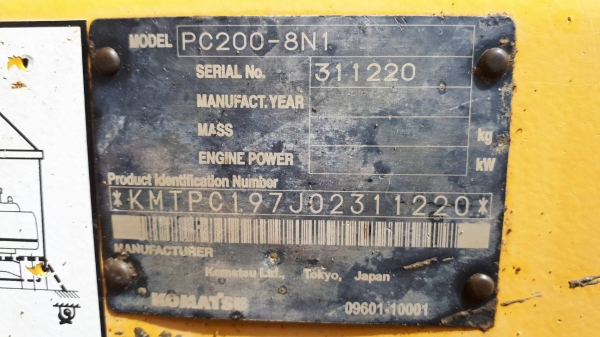 MODEL PC200-8N1
SERIAL No. 311220
MANUFACT. YEAR
MASS kg
ENGINE POWER kW
Product Identification Number
*KMTPC197J02311220*
MANUFACTURER
Komatsu Ltd., Tokyo, Japan
KOMATSU 09601-10001